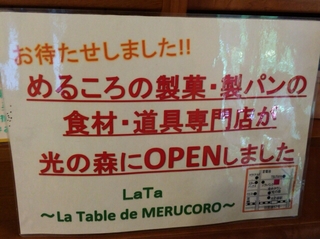 お待たせしました!!
めるころの製菓・製パンの
食材・道具専門店が
光の森にOPENしました
LaTa
～La Table de MERUCORO～